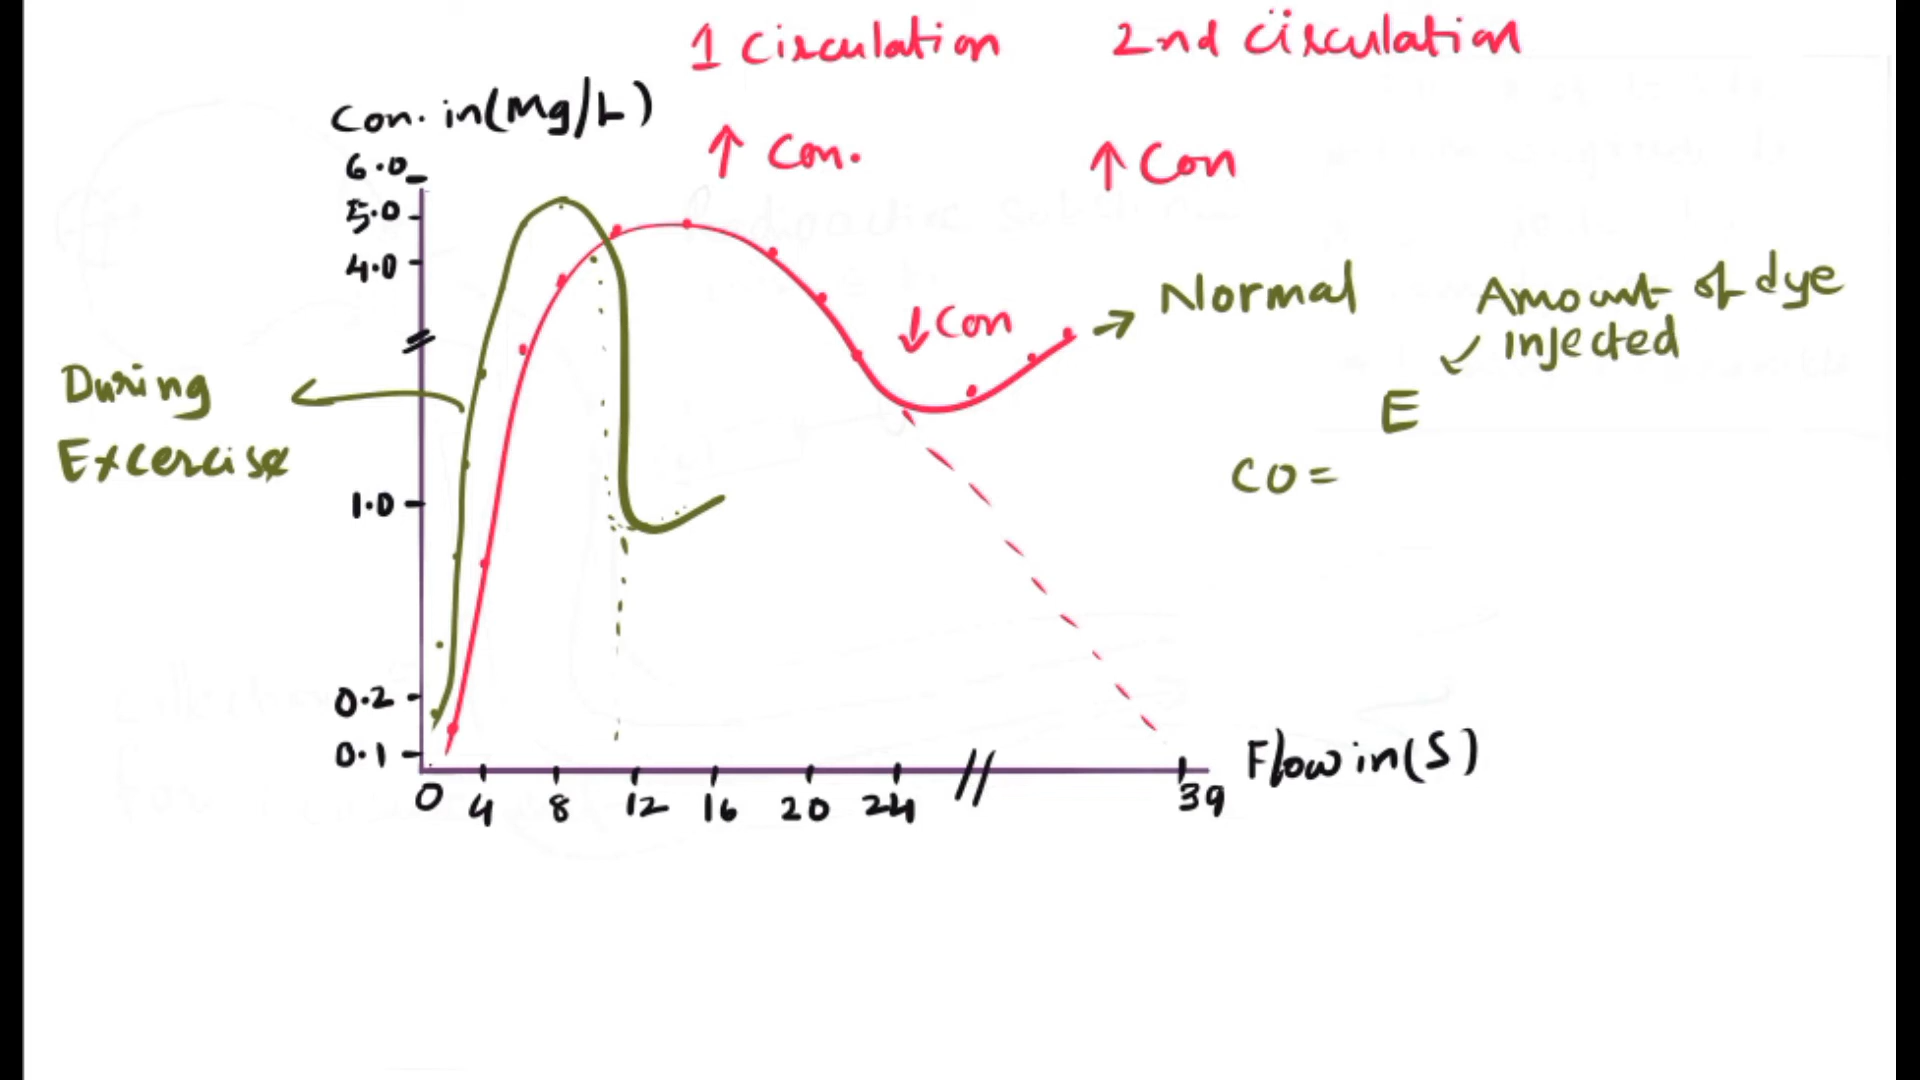 1 Circulation 2nd circulation
Con. in(Mg/L)
↑ Con. ↑ Con
6.0
5.0
4.0
↓ Con
→ Normal
Amount of dye
injected
E
CO =
During
Excercise
1.0
0.2
0.1
0 4 8 12 16 20 24 39
Flow in(S)